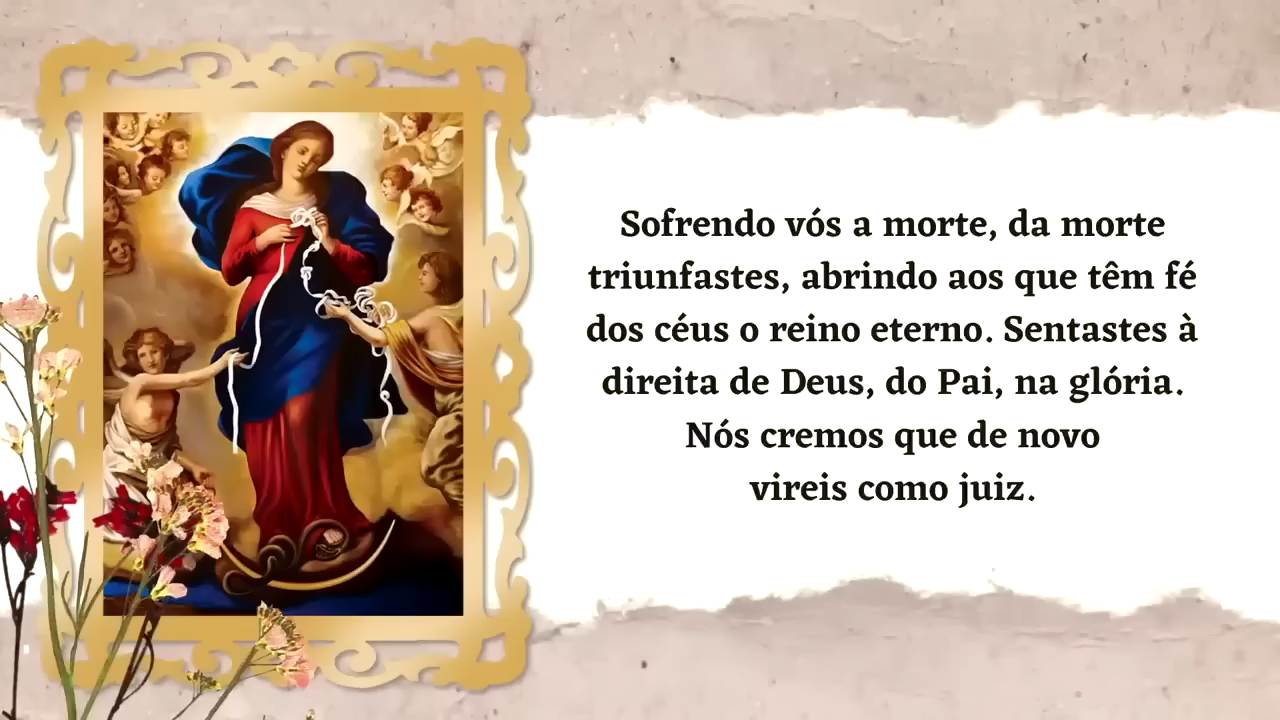 Sofrendo vós a morte, da morte
triunfastes, abrindo aos que têm fé
dos céus o reino eterno. Sentastes à
direita de Deus, do Pai, na glória.
Nós cremos que de novo
vireis como juiz.